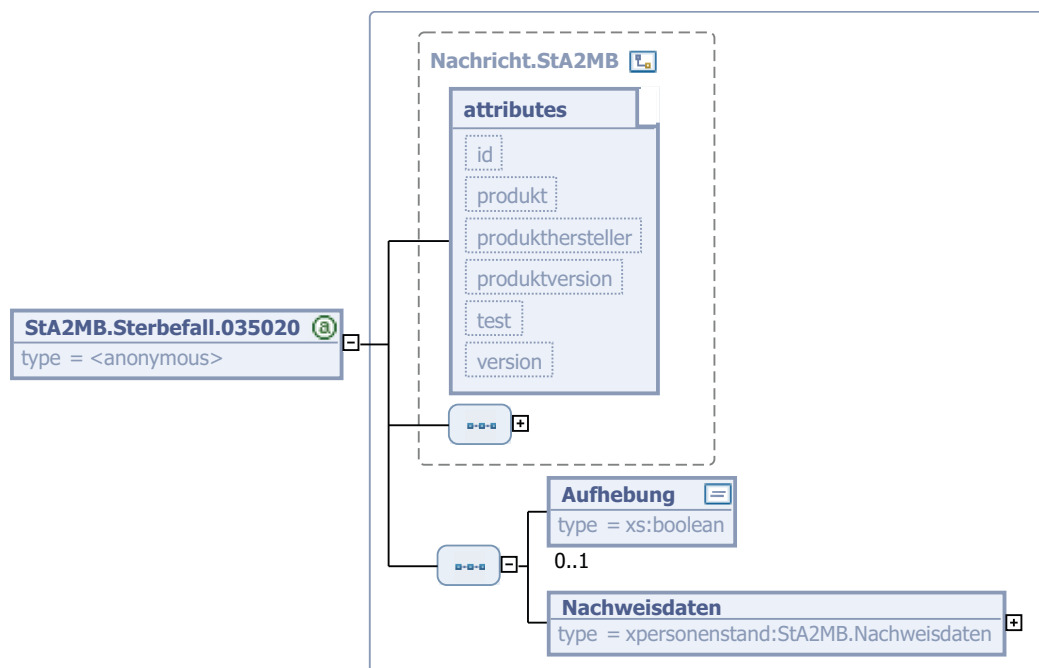 Nachricht.StA2MB
attributes
id
produkt
produkthersteller
produktversion
test
version
StA2MB.Sterbefall.035020 a
type = <anonymous>
Aufhebung
type = xs:boolean
0..1
Nachweisdaten
type = xpersonenstand:StA2MB.Nachweisdaten